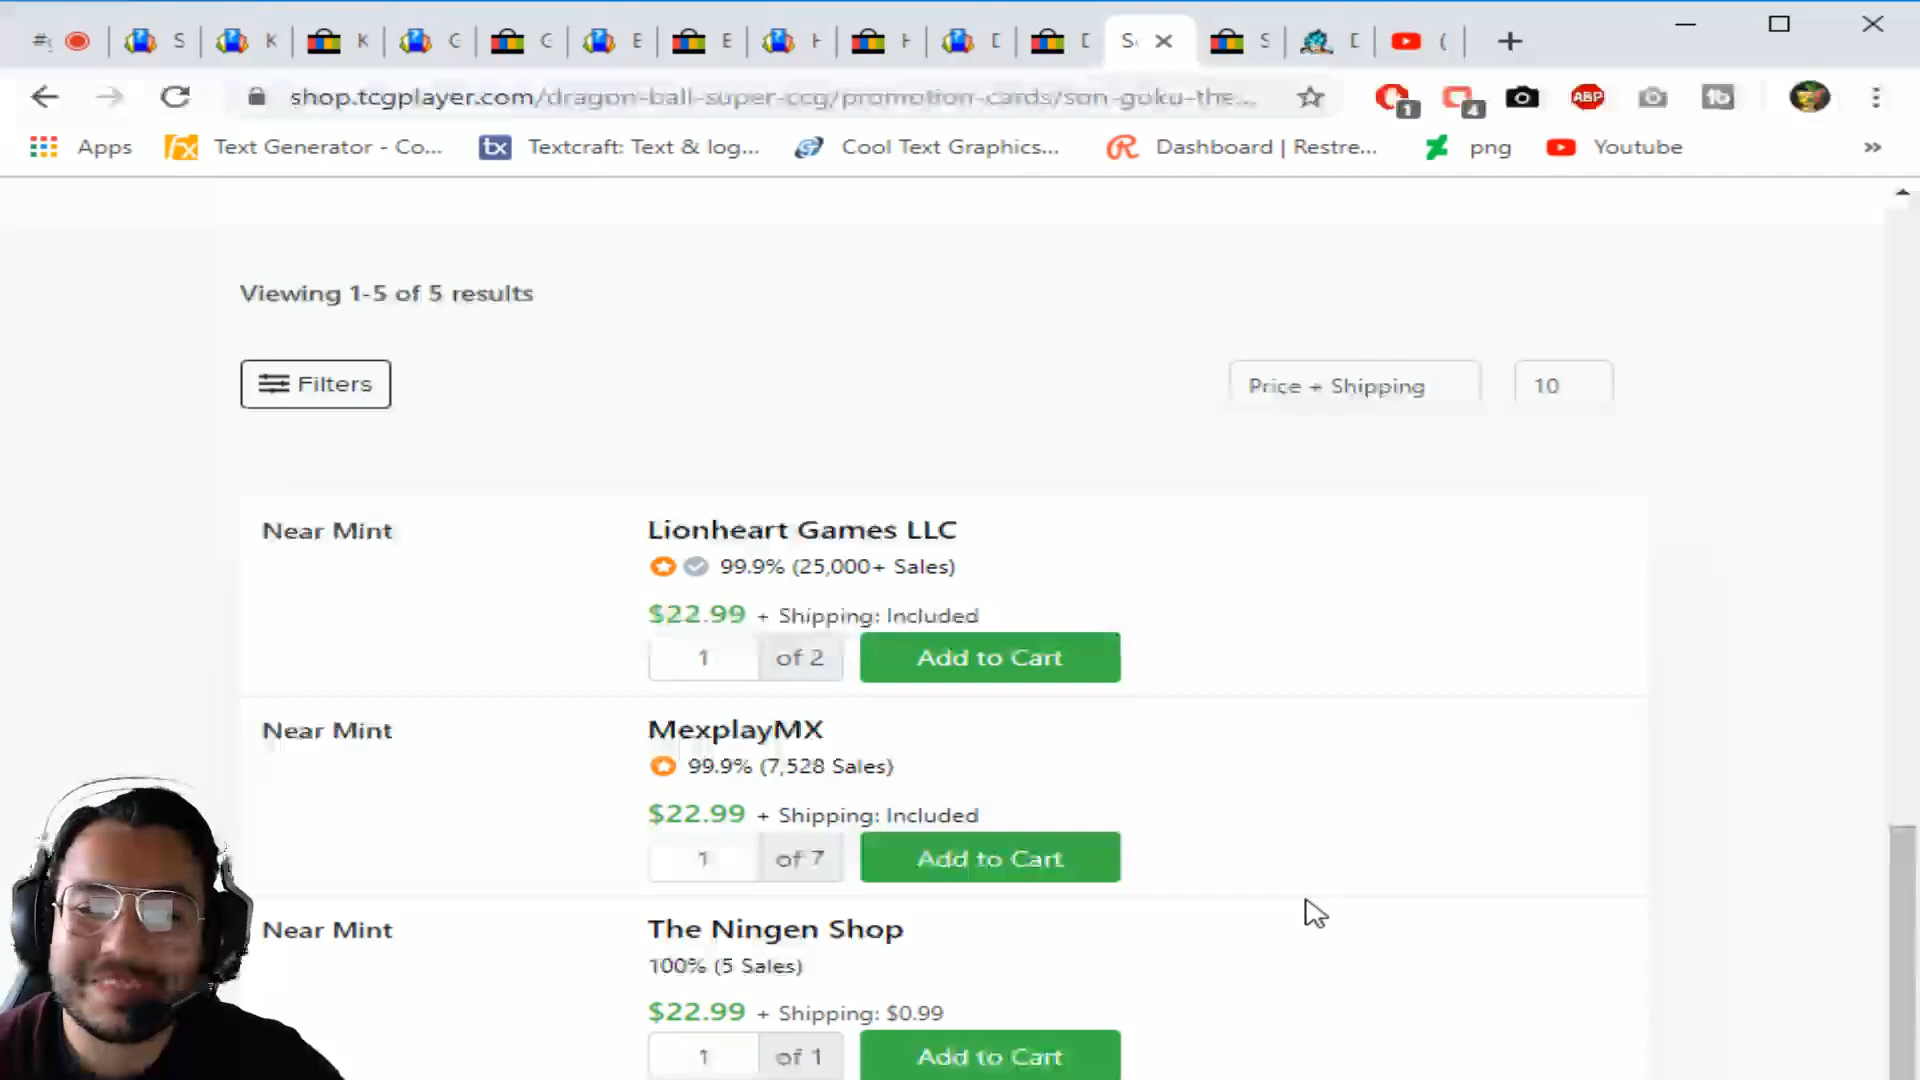 S K K C C E E H H D D S S D (
shop.tcgplayer.com/dragon-ball-super-ccg/promotion-cards/son-goku-the...
1 4 ABP
Apps Text Generator - Co... tx Textcraft: Text & log... Cool Text Graphics... Dashboard | Restre... png Youtube »
Viewing 1-5 of 5 results
Filters
Price + Shipping 10
Near Mint Lionheart Games LLC
99.9% (25,000+ Sales)
$22.99 + Shipping: Included
1 of 2 Add to Cart
Near Mint MexplayMX
99.9% (7,528 Sales)
$22.99 + Shipping: Included
1 of 7 Add to Cart
Near Mint The Ningen Shop
100% (5 Sales)
$22.99 + Shipping: $0.99
1 of 1 Add to Cart